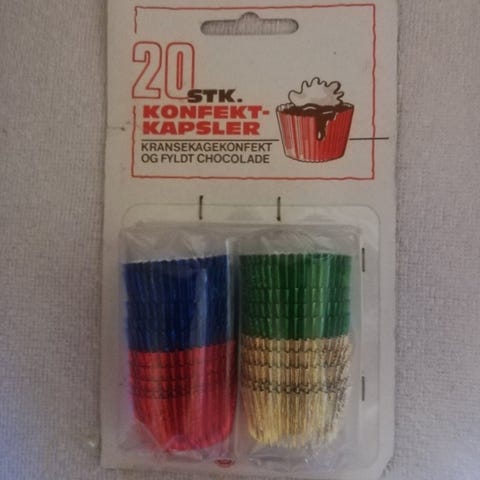 20
STK.
KONFEKT-
KAPSLER
KRANSEKAGEKONFEKT
OG FYLDT CHOCOLADE